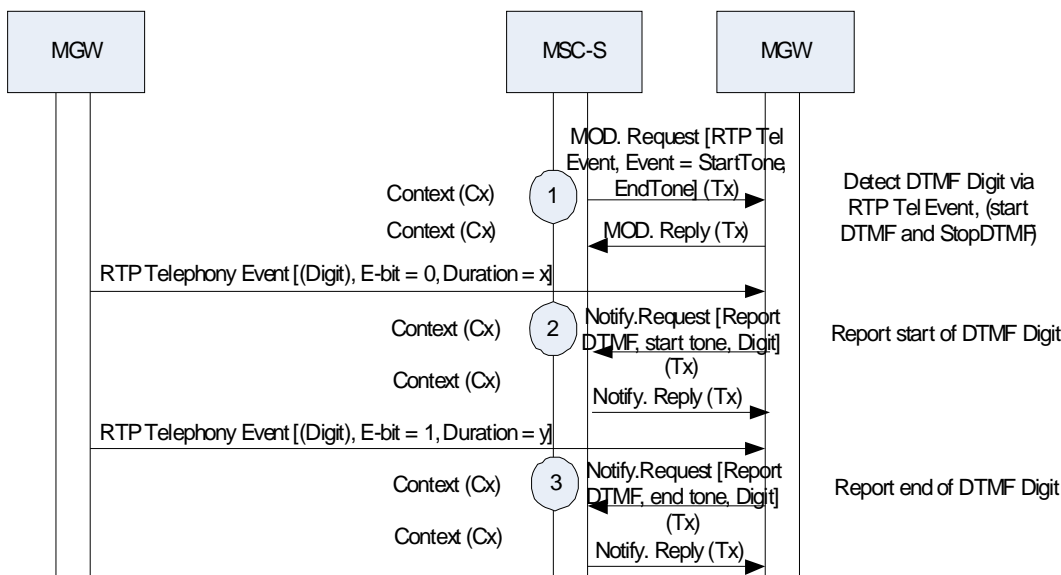 MGW
MSC-S
MGW
MOD. Request [RTP Tel
Event, Event = StartTone,
EndTone] (Tx)
Context (Cx)
1
Detect DTMF Digit via
RTP Tel Event, (start
DTMF and StopDTMF)
Context (Cx)
MOD. Reply (Tx)
RTP Telephony Event [(Digit), E-bit = 0, Duration = x]
Context (Cx)
2
Notify.Request [Report
DTMF, start tone, Digit]
(Tx)
Report start of DTMF Digit
Context (Cx)
Notify. Reply (Tx)
RTP Telephony Event [(Digit), E-bit = 1, Duration = y]
Context (Cx)
3
Notify.Request [Report
DTMF, end tone, Digit]
(Tx)
Report end of DTMF Digit
Context (Cx)
Notify. Reply (Tx)